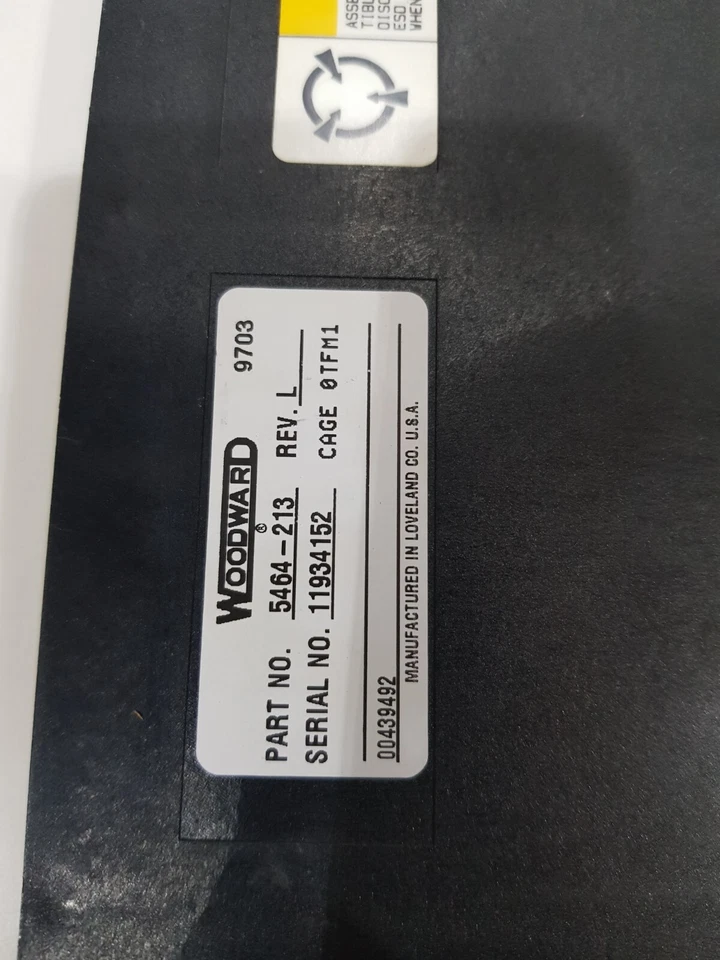 ASSE
TIBL
DISC
ESD
WHEN
WOODWARD® 9703
PART NO. 5464-213 REV. L
SERIAL NO. 11934152 CAGE 0TFM1
00439492
MANUFACTURED IN LOVELAND CO. U.S.A.